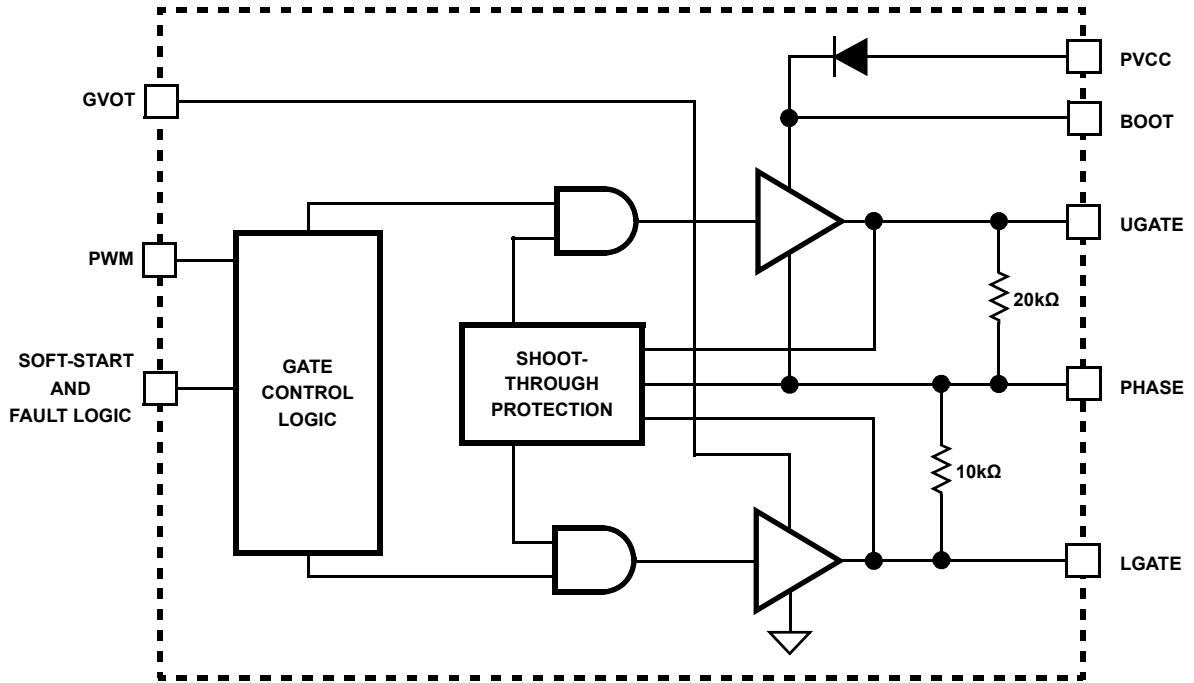 PVCC
GVOT
BOOT
UGATE
PWM
20kΩ
SOFT-START
AND
FAULT LOGIC
GATE
CONTROL
LOGIC
SHOOT-
THROUGH
PROTECTION
PHASE
10kΩ
LGATE